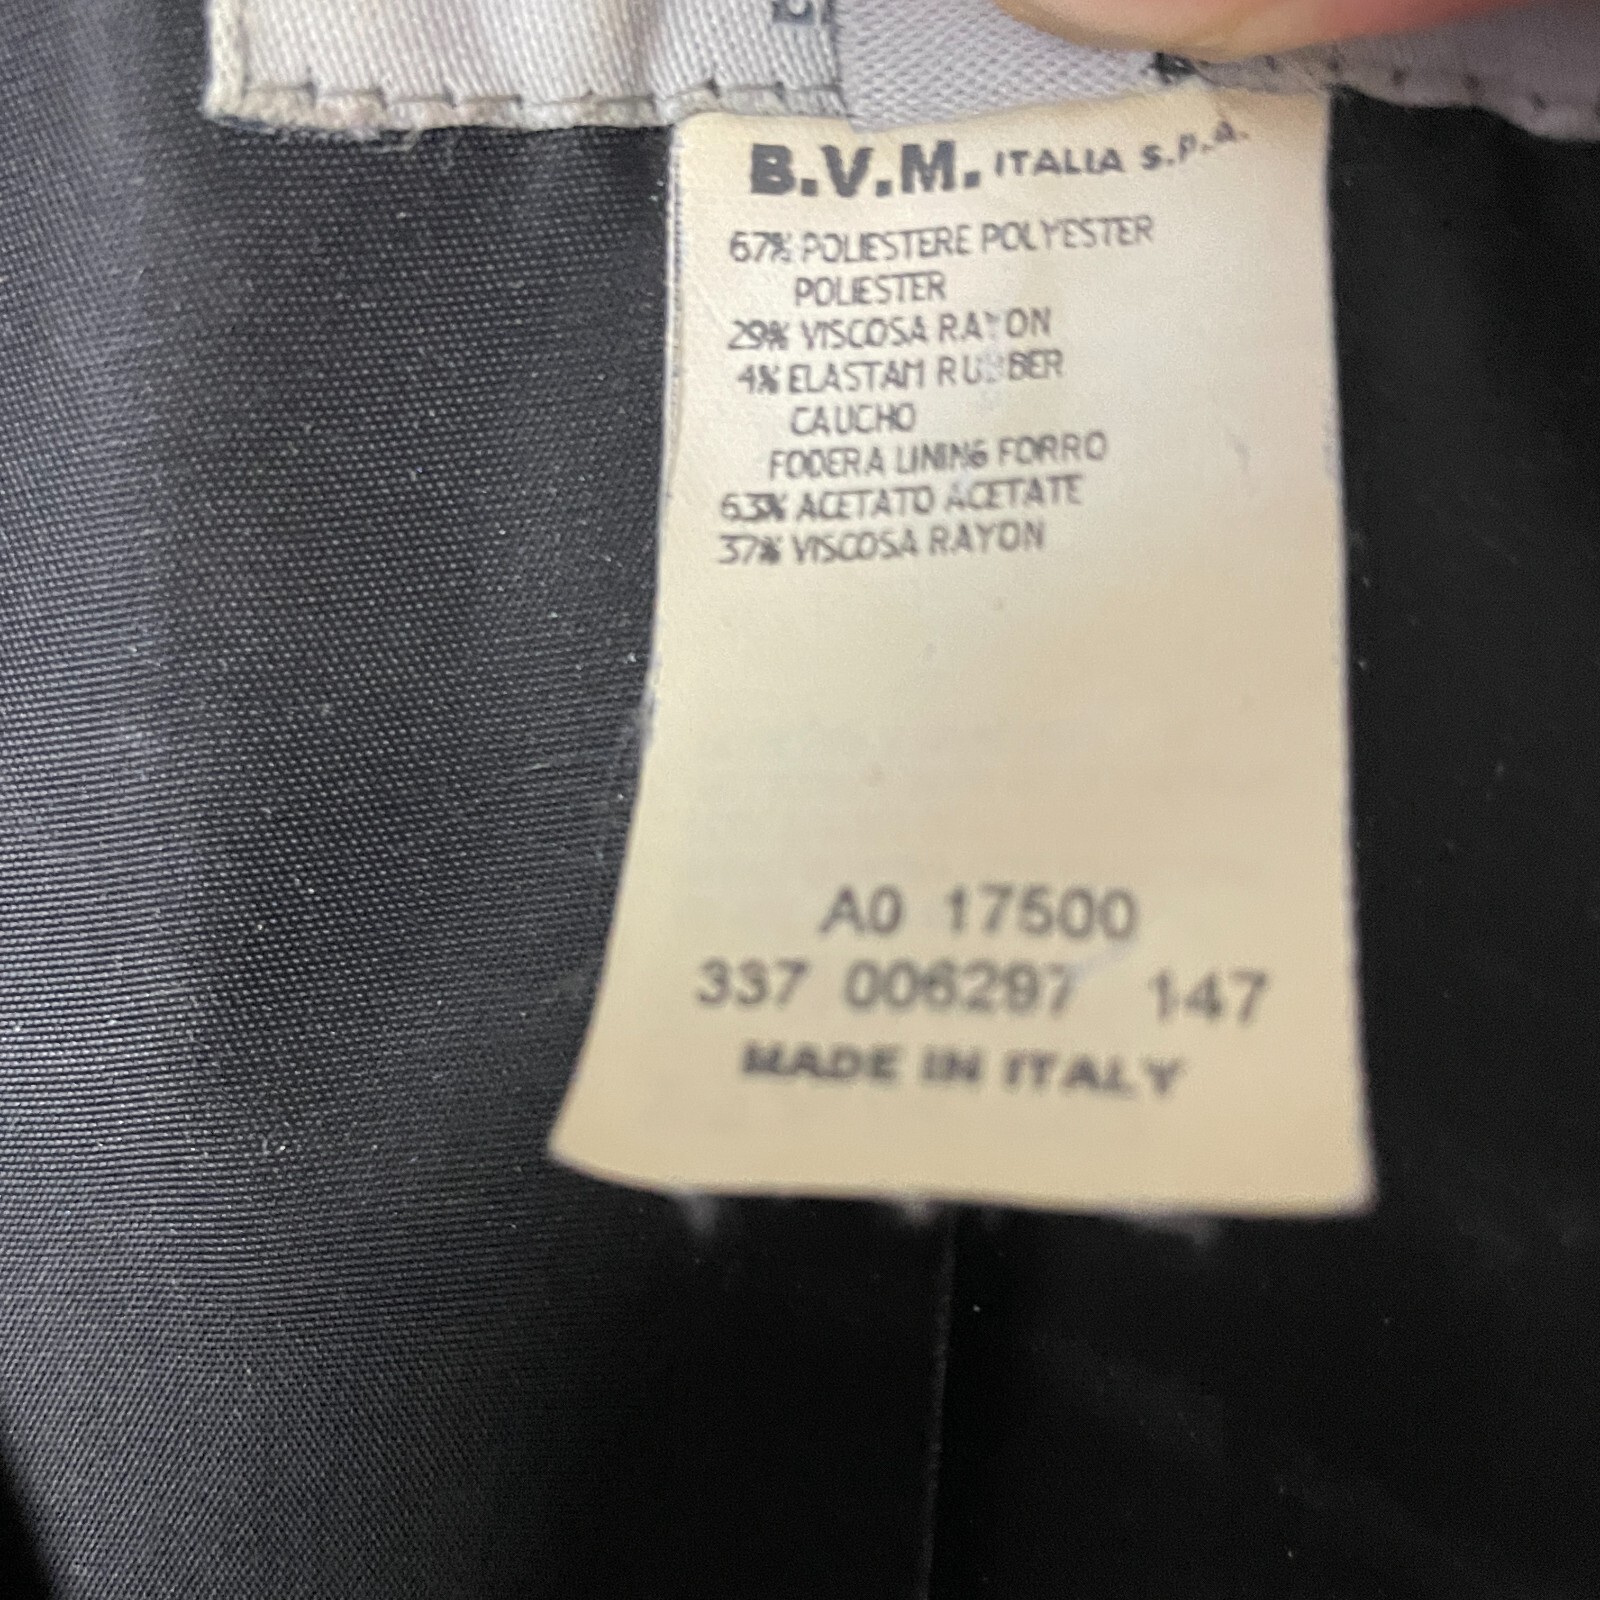 B.V.M. ITALIA S.P.A.
67% POLIESTERE POLYESTER
POLIESTER
29% VISCOSA RAYON
4% ELASTAM RUBBER
CAUCHO
FODERA LINING FORRO
63% ACETATO ACETATE
37% VISCOSA RAYON
A0 17500
337 006297 147
MADE IN ITALY